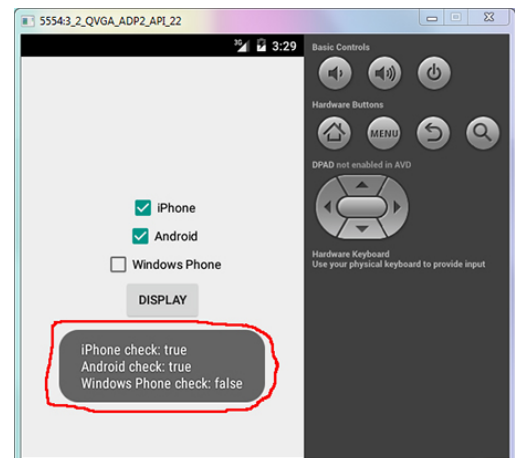 5554:3_2_QVGA_ADP2_API_22
3G 3:29
iPhone
Android
Windows Phone
DISPLAY
iPhone check: true
Android check: true
Windows Phone check: false
Basic Controls
Hardware Buttons
MENU
DPAD not enabled in AVD
Hardware Keyboard
Use your physical keyboard to provide input